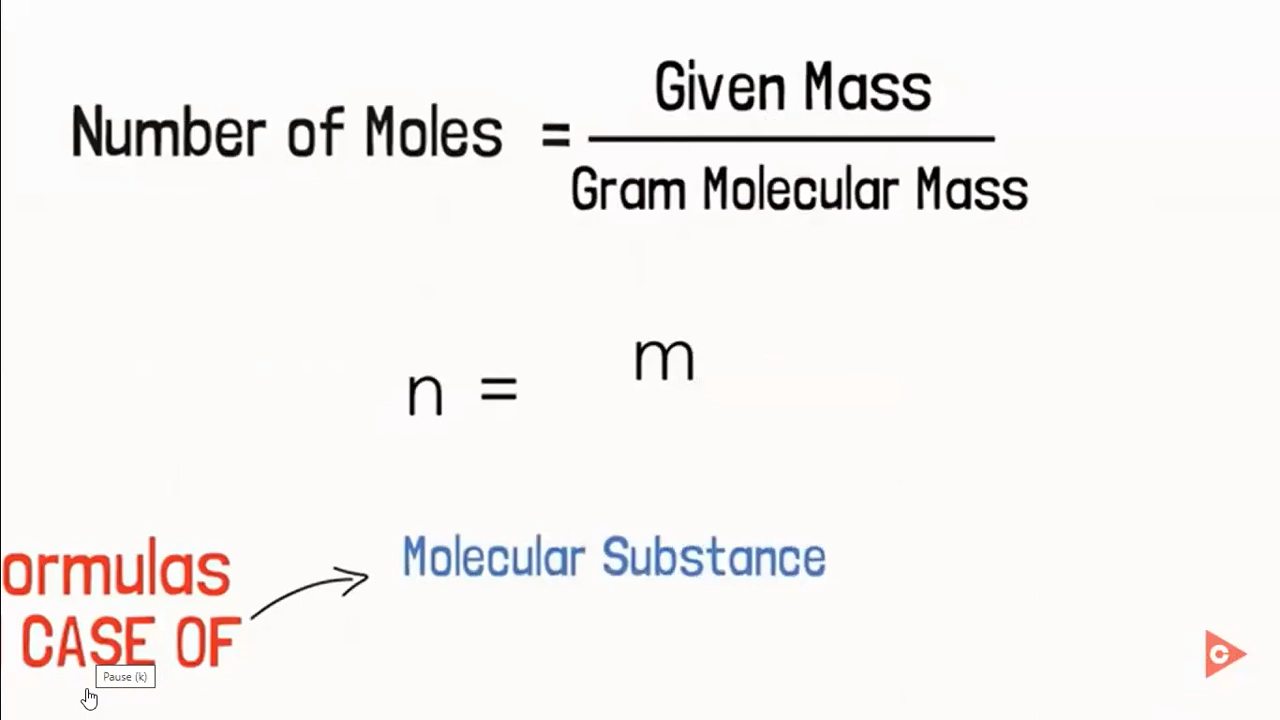 Given Mass
Number of Moles =
Gram Molecular Mass
m
n =
Molecular Substance
ormulas
CASE OF
Pause (k)
C